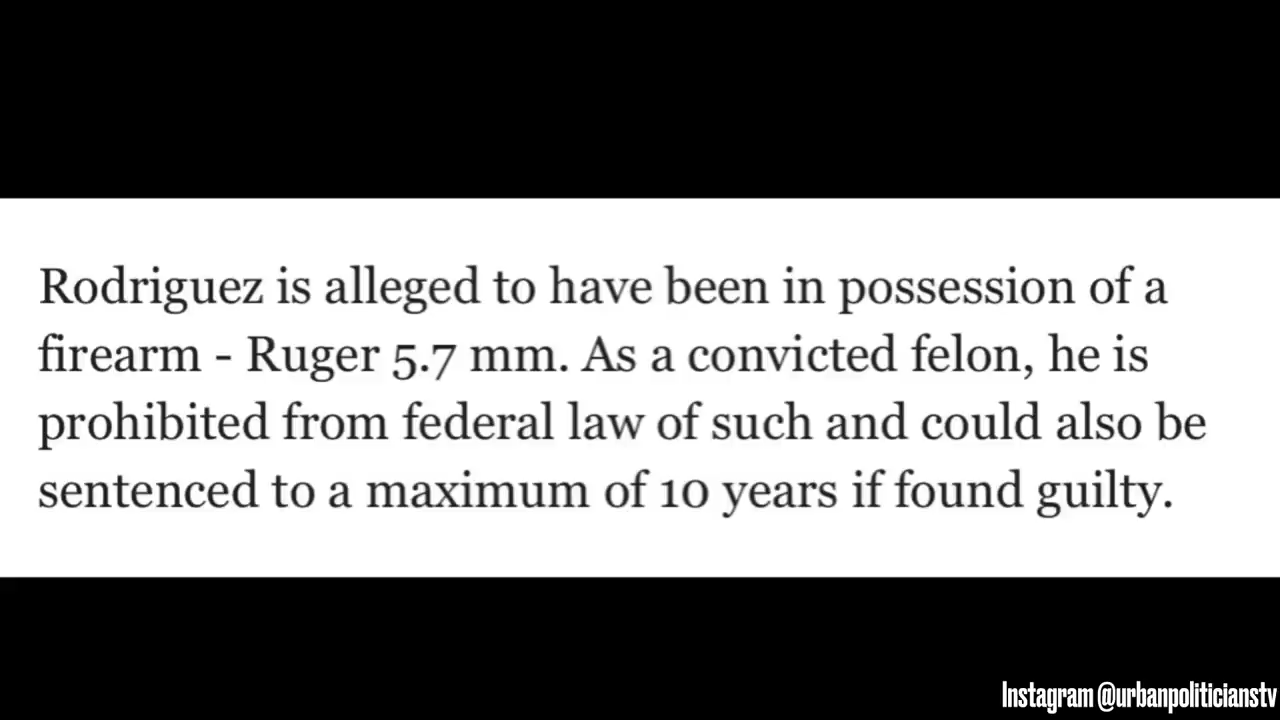 Rodriguez is alleged to have been in possession of a
firearm - Ruger 5.7 mm. As a convicted felon, he is
prohibited from federal law of such and could also be
sentenced to a maximum of 10 years if found guilty.
Instagram @urbanpoliticianstv